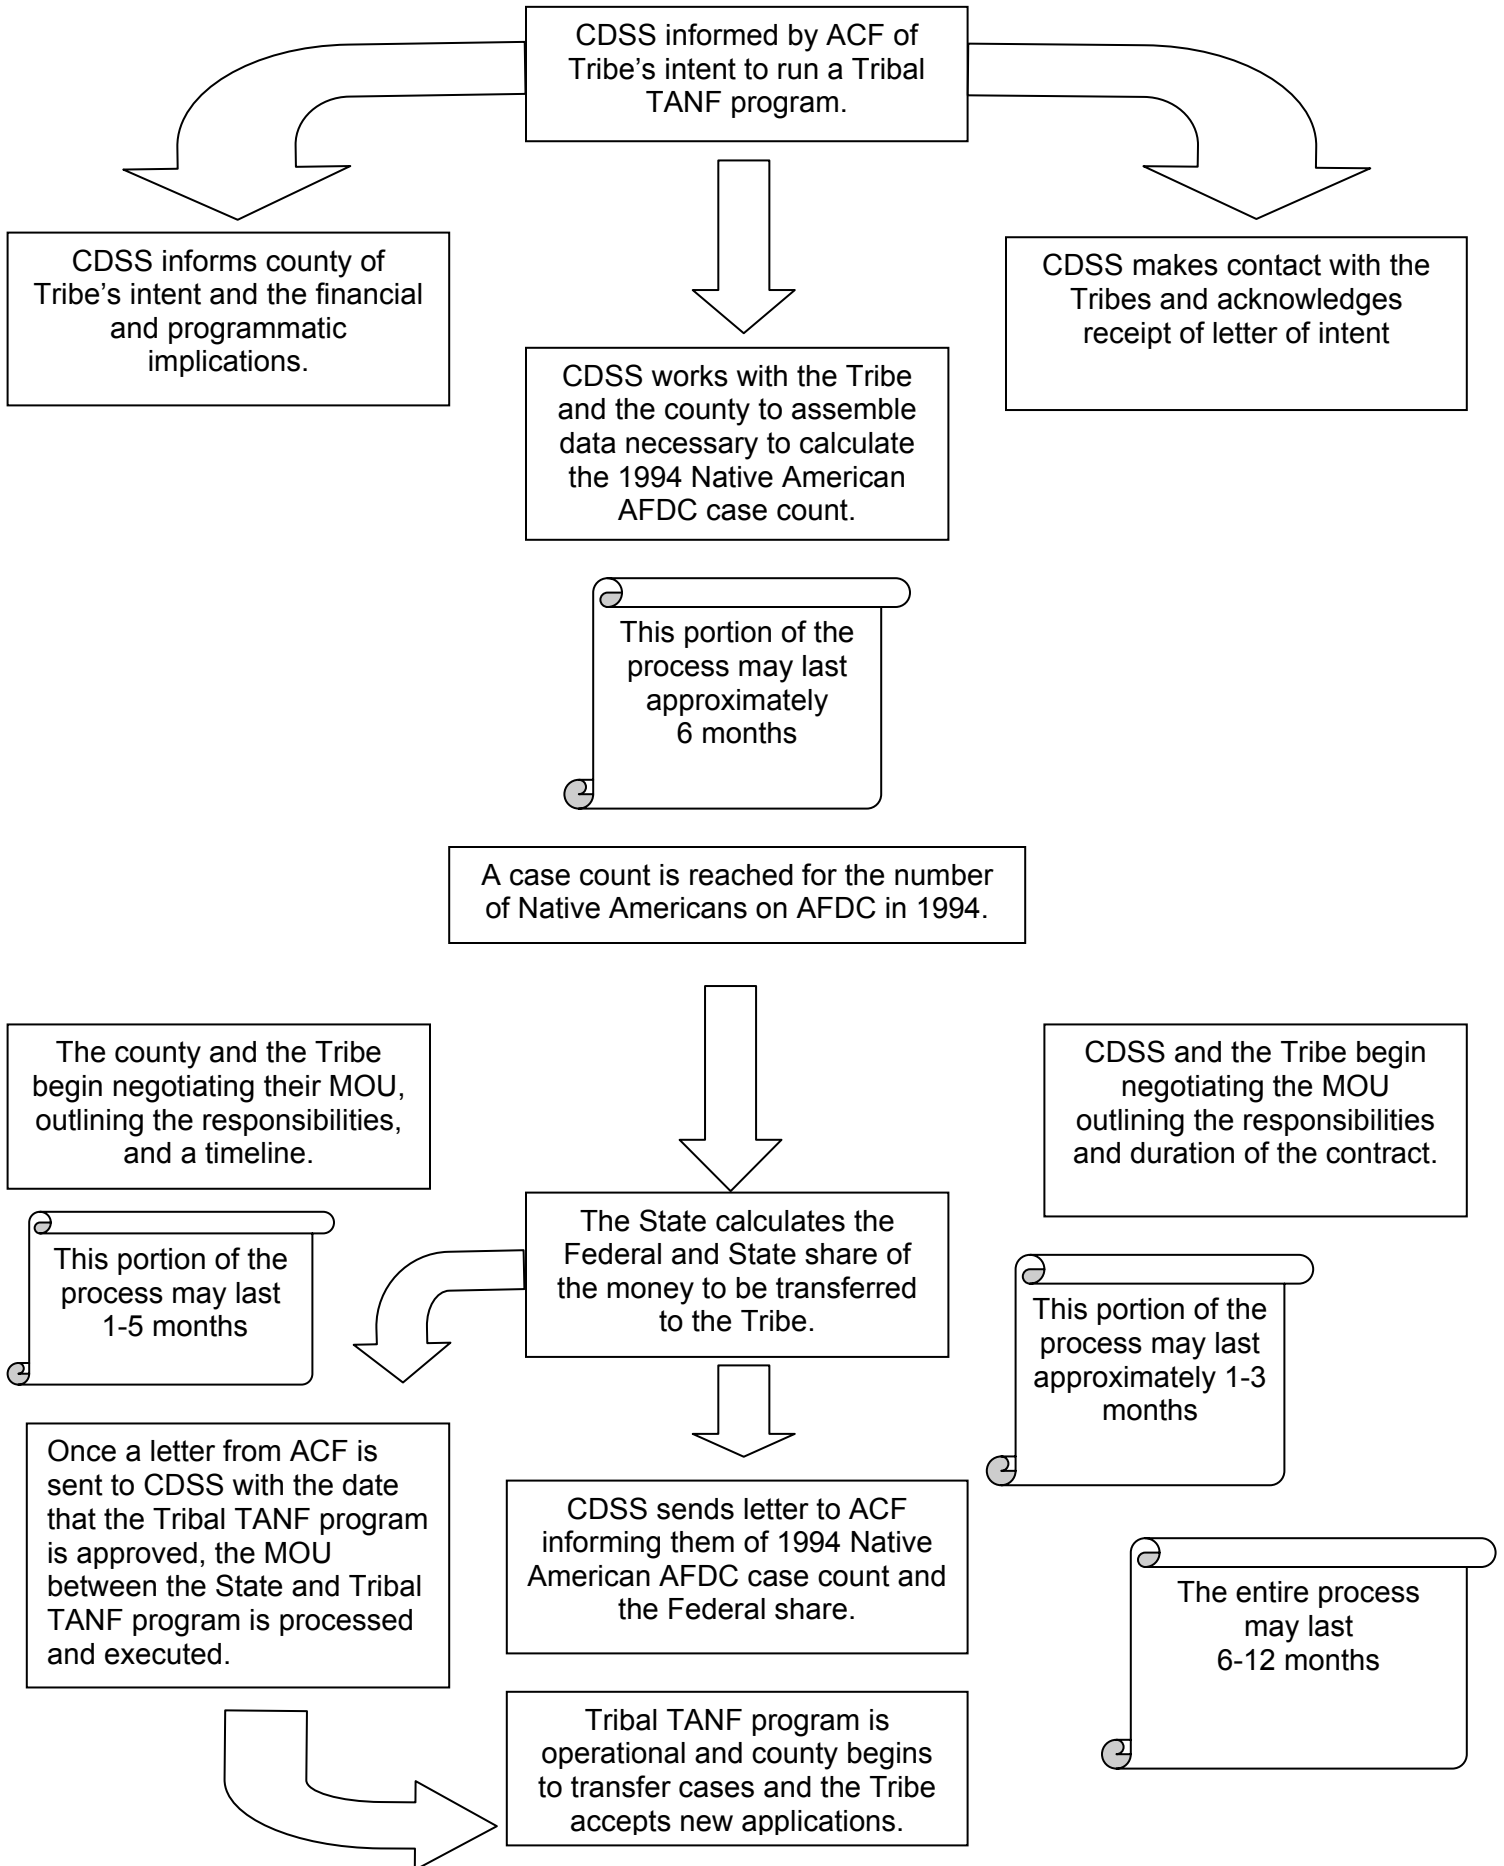 CDSS informed by ACF of
Tribe’s intent to run a Tribal
TANF program.
CDSS informs county of
Tribe’s intent and the financial
and programmatic
implications.
CDSS makes contact with the
Tribes and acknowledges
receipt of letter of intent
CDSS works with the Tribe
and the county to assemble
data necessary to calculate
the 1994 Native American
AFDC case count.
This portion of the
process may last
approximately
6 months
A case count is reached for the number
of Native Americans on AFDC in 1994.
The county and the Tribe
begin negotiating their MOU,
outlining the responsibilities,
and a timeline.
CDSS and the Tribe begin
negotiating the MOU
outlining the responsibilities
and duration of the contract.
This portion of the
process may last
1-5 months
The State calculates the
Federal and State share of
the money to be transferred
to the Tribe.
This portion of the
process may last
approximately 1-3
months
Once a letter from ACF is
sent to CDSS with the date
that the Tribal TANF program
is approved, the MOU
between the State and Tribal
TANF program is processed
and executed.
CDSS sends letter to ACF
informing them of 1994 Native
American AFDC case count and
the Federal share.
The entire process
may last
6-12 months
Tribal TANF program is
operational and county begins
to transfer cases and the Tribe
accepts new applications.